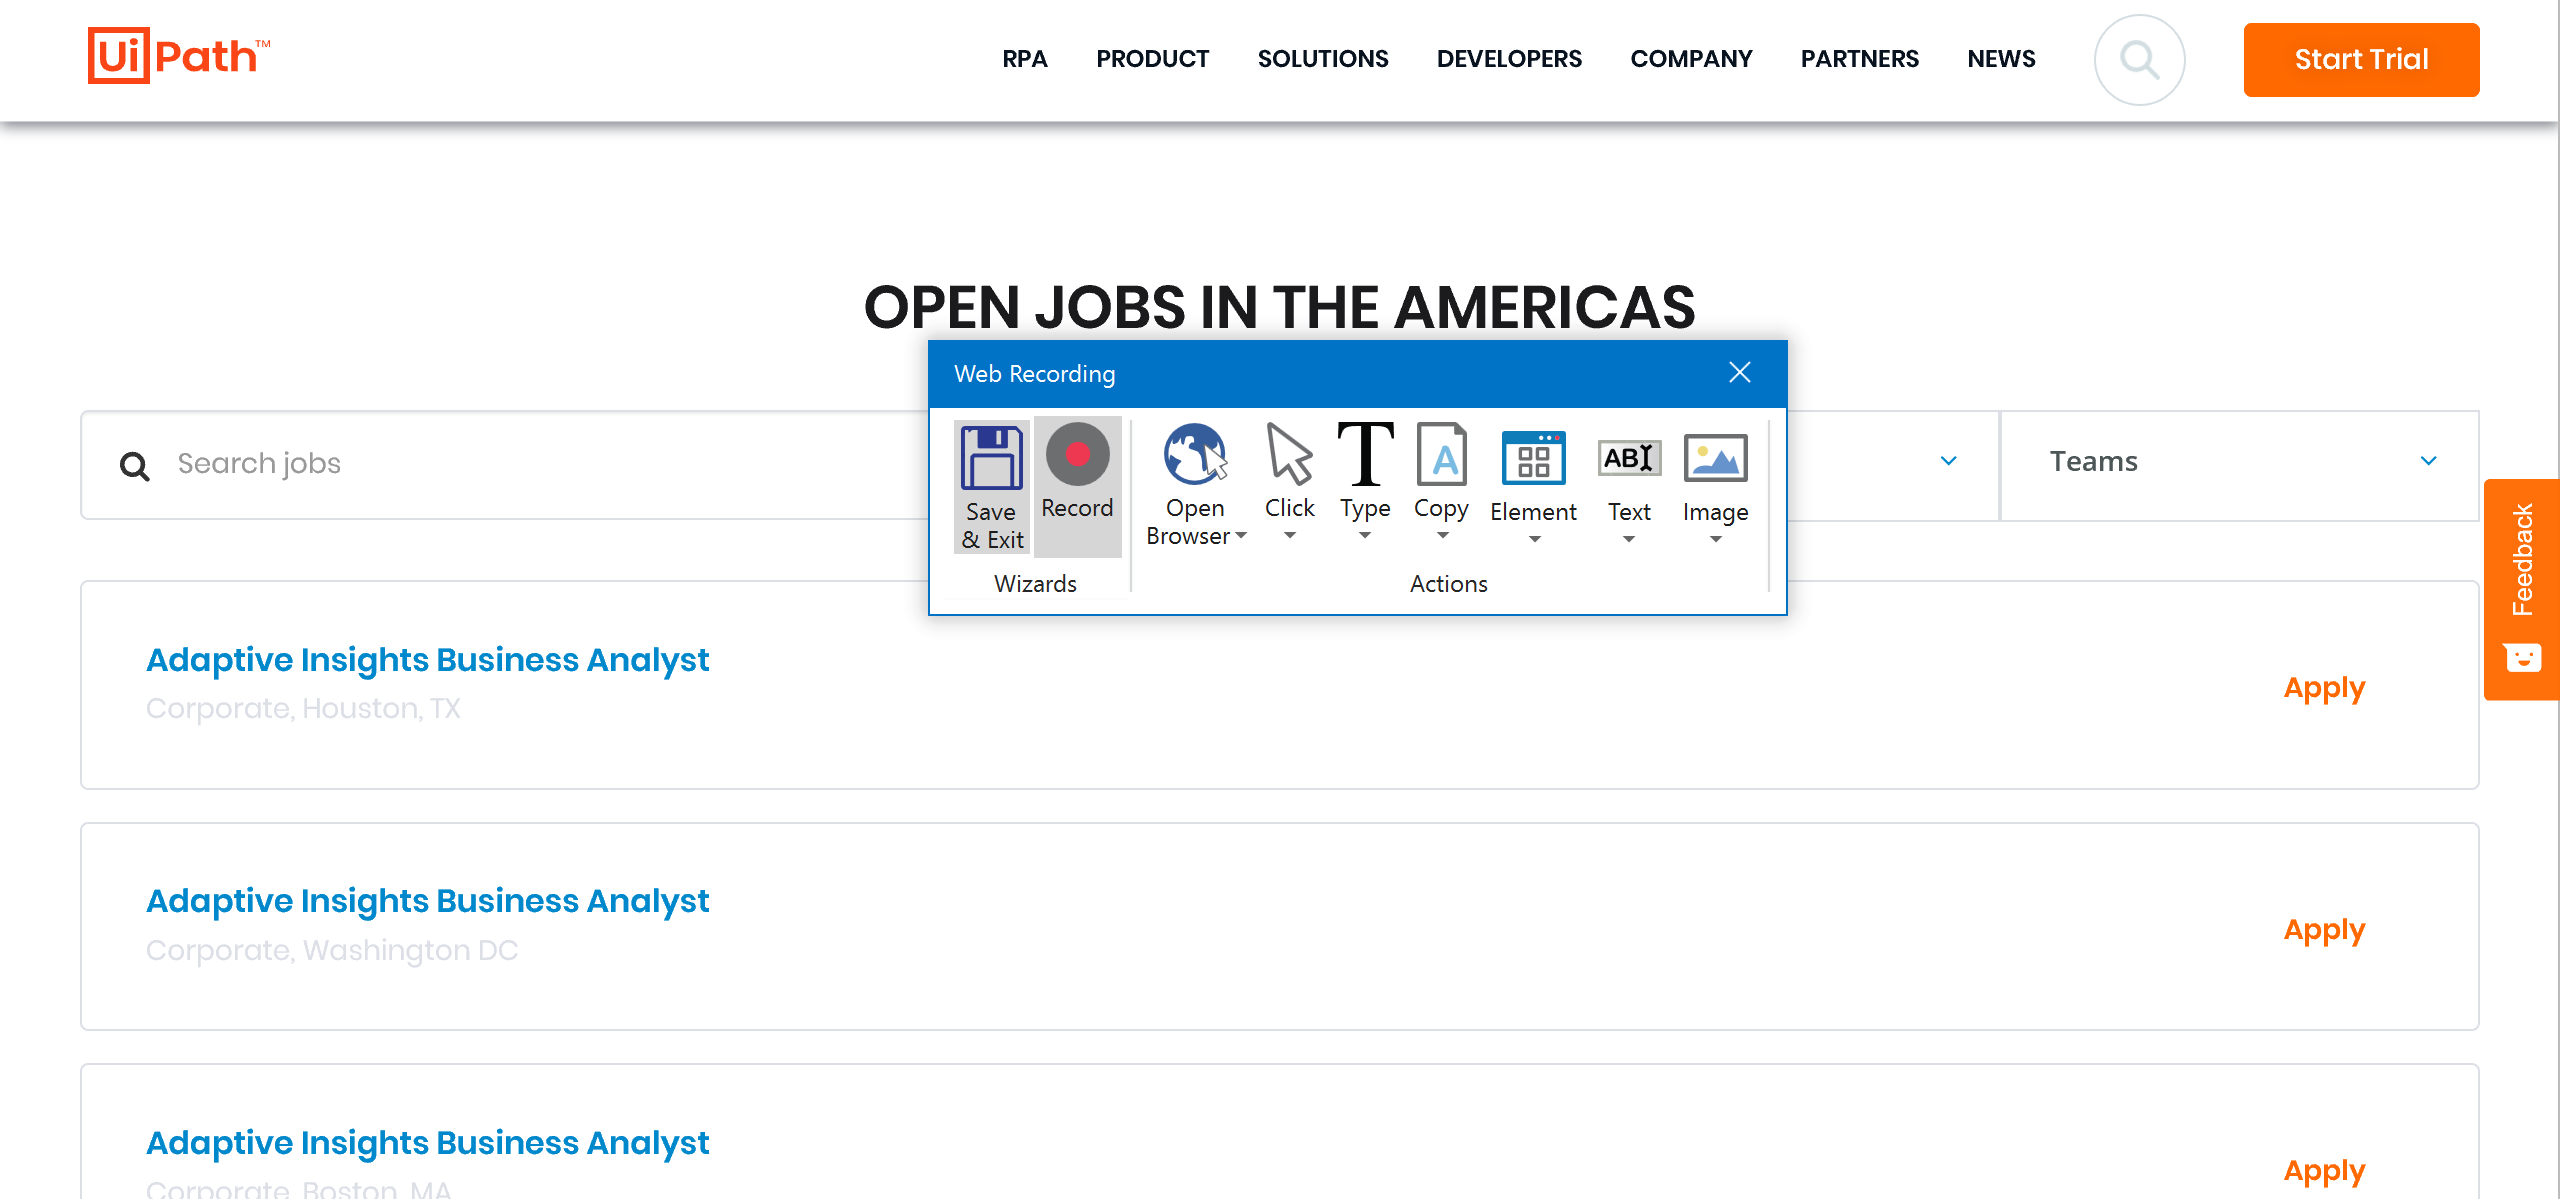 UiPath™
RPA PRODUCT SOLUTIONS DEVELOPERS COMPANY PARTNERS NEWS Start Trial
OPEN JOBS IN THE AMERICAS
Web Recording
Save & Exit
Record
Open Browser
Click
Type
Copy
Element
ABI
Text
Image
Wizards
Actions
Search jobs
Teams
Feedback
Adaptive Insights Business Analyst
Corporate, Houston, TX
Apply
Adaptive Insights Business Analyst
Corporate, Washington DC
Apply
Adaptive Insights Business Analyst
Corporate, Boston, MA
Apply